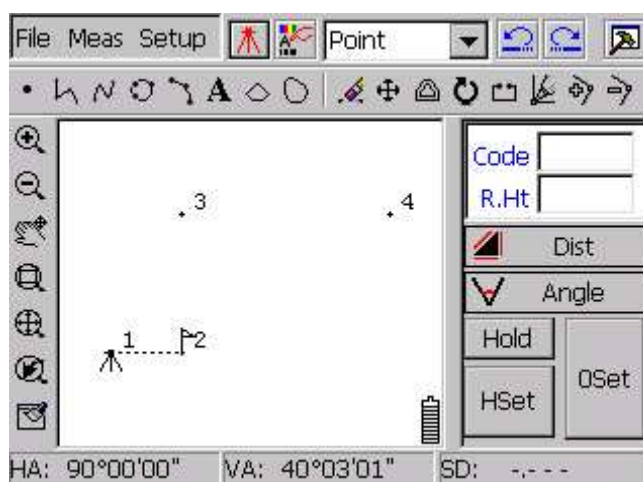 File Meas Setup Point
A
Code
R.Ht
3 4
Dist
Angle
1 2
Hold
HSet
0Set
HA: 90°00'00" VA: 40°03'01" SD: -.---